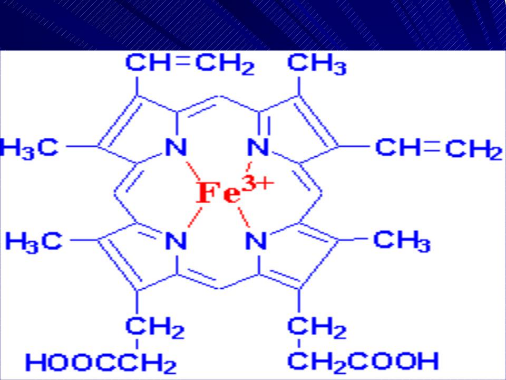 CH=CH₂ CH₃
H₃C N N CH=CH₂
Fe³⁺
H₃C N N CH₃
CH₂ CH₂
HOOCCH₂ CH₂COOH